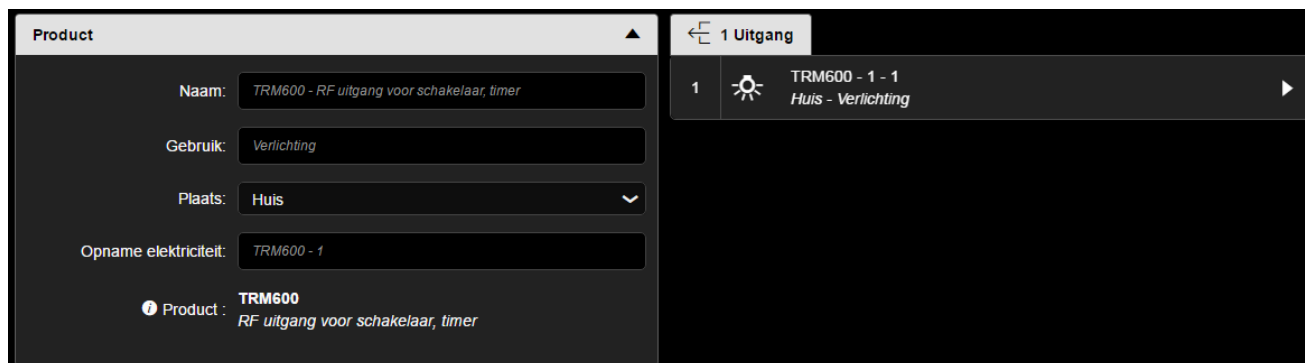 Product
Naam: TRM600 - RF uitgang voor schakelaar, timer
Gebruik: Verlichting
Plaats: Huis
Opname elektriciteit: TRM600 - 1
Product : TRM600
RF uitgang voor schakelaar, timer
1 Uitgang
1 TRM600 - 1 - 1
Huis - Verlichting